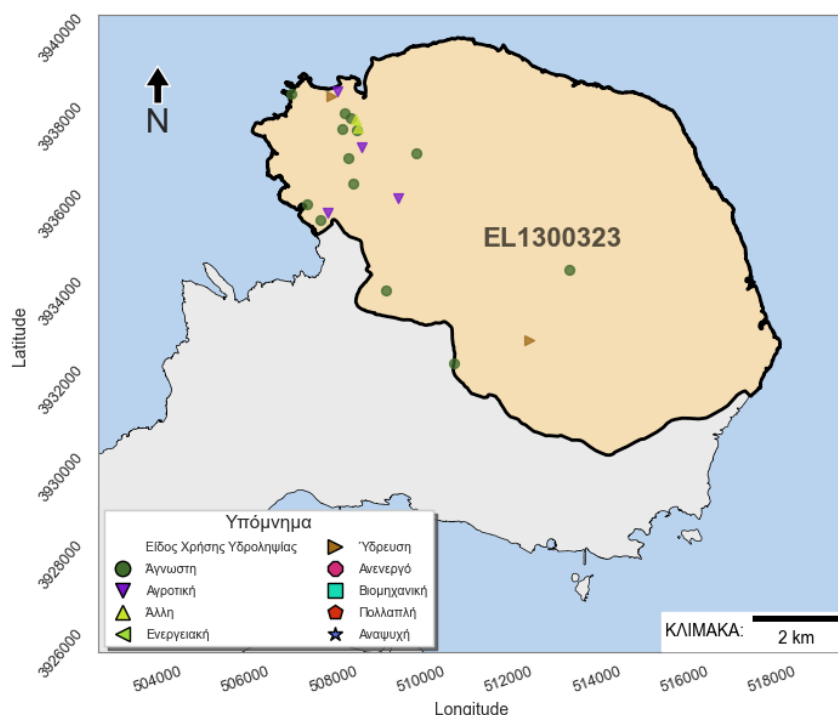 3940000
3938000
3936000
3934000
3932000
3930000
3928000
3926000
Latitude
N
EL1300323
Υπόμνημα
Είδος Χρήσης Υδροληψίας
Άγνωστη
Αγροτική
Άλλη
Ενεργειακή
Ύδρευση
Ανενεργό
Βιομηχανική
Πολλαπλή
Αναψυχή
ΚΛΙΜΑΚΑ:
2 km
504000
506000
508000
510000
512000
514000
516000
518000
Longitude